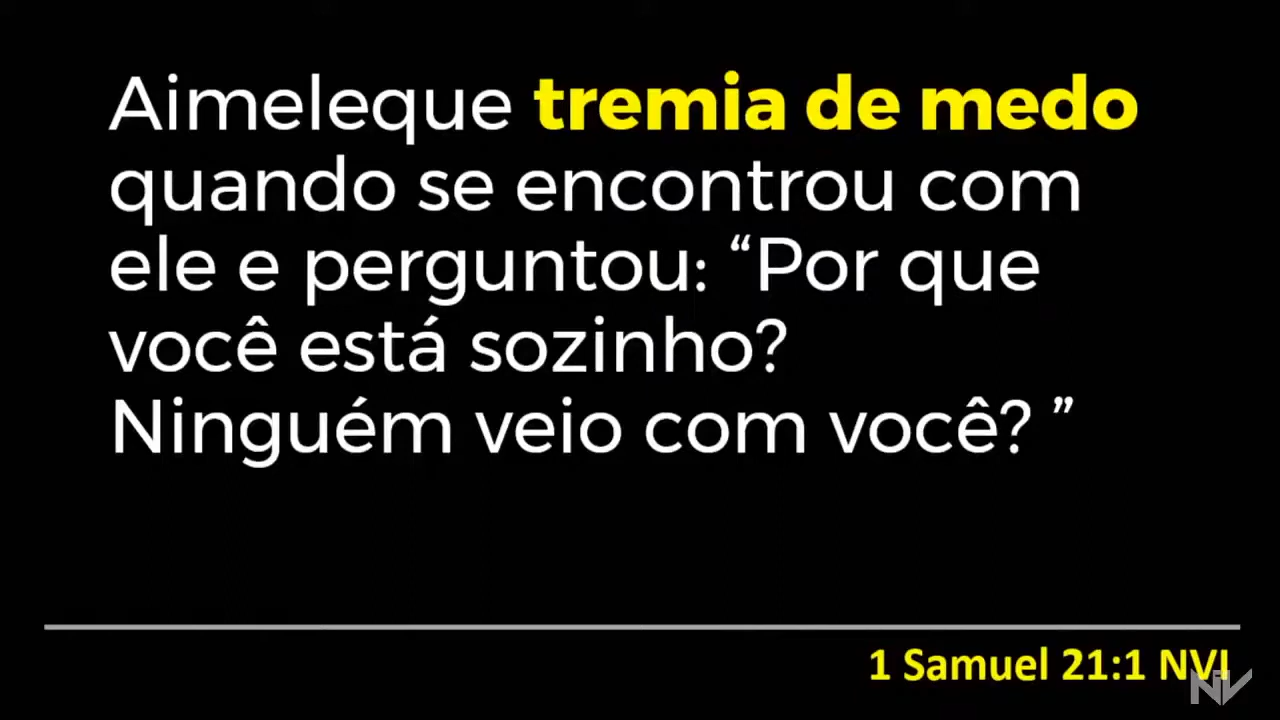 Aimeleque tremia de medo
quando se encontrou com
ele e perguntou: “Por que
você está sozinho?
Ninguém veio com você? ”
1 Samuel 21:1 NVI
NV